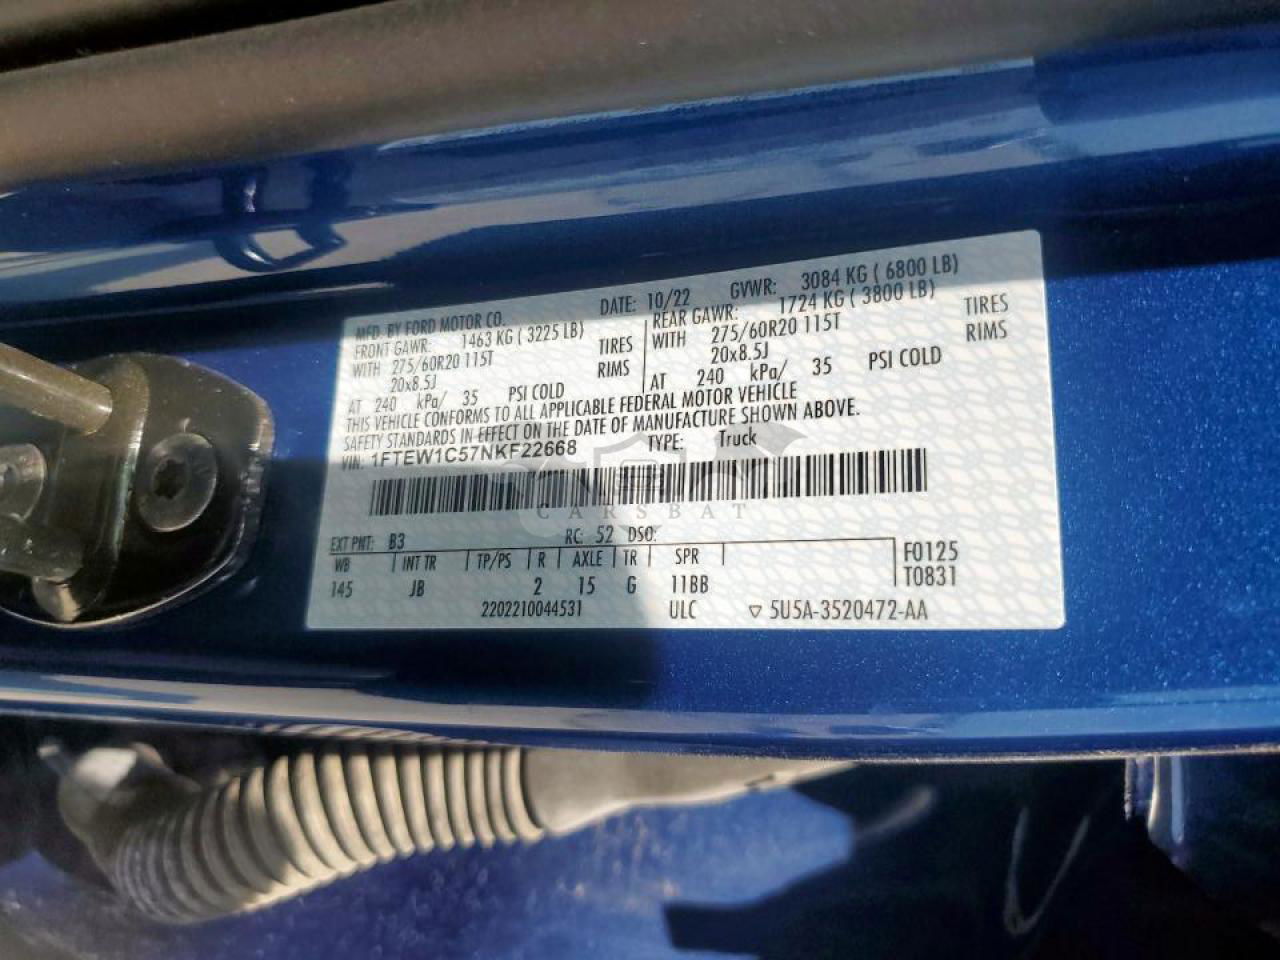 MFD. BY FORD MOTOR CO.
DATE: 10/22 GVWR: 3084 KG ( 6800 LB)
FRONT GAWR: 1463 KG ( 3225 LB) REAR GAWR: 1724 KG ( 3800 LB)
WITH 275/60R20 115T TIRES WITH 275/60R20 115T TIRES
20x8.5J RIMS 20x8.5J RIMS
AT 240 kPa/ 35 PSI COLD AT 240 kPa/ 35 PSI COLD
THIS VEHICLE CONFORMS TO ALL APPLICABLE FEDERAL MOTOR VEHICLE
SAFETY STANDARDS IN EFFECT ON THE DATE OF MANUFACTURE SHOWN ABOVE.
VIN: 1FTEW1C57NKF22668 TYPE: Truck
CARSBAT
EXT PNT: B3 RC: 52 DSO:
WB INT TR TP/PS R AXLE TR SPR F0125
145 JB 2 15 G 11BB T0831
2202210044531 ULC ▽ 5U5A-3520472-AA